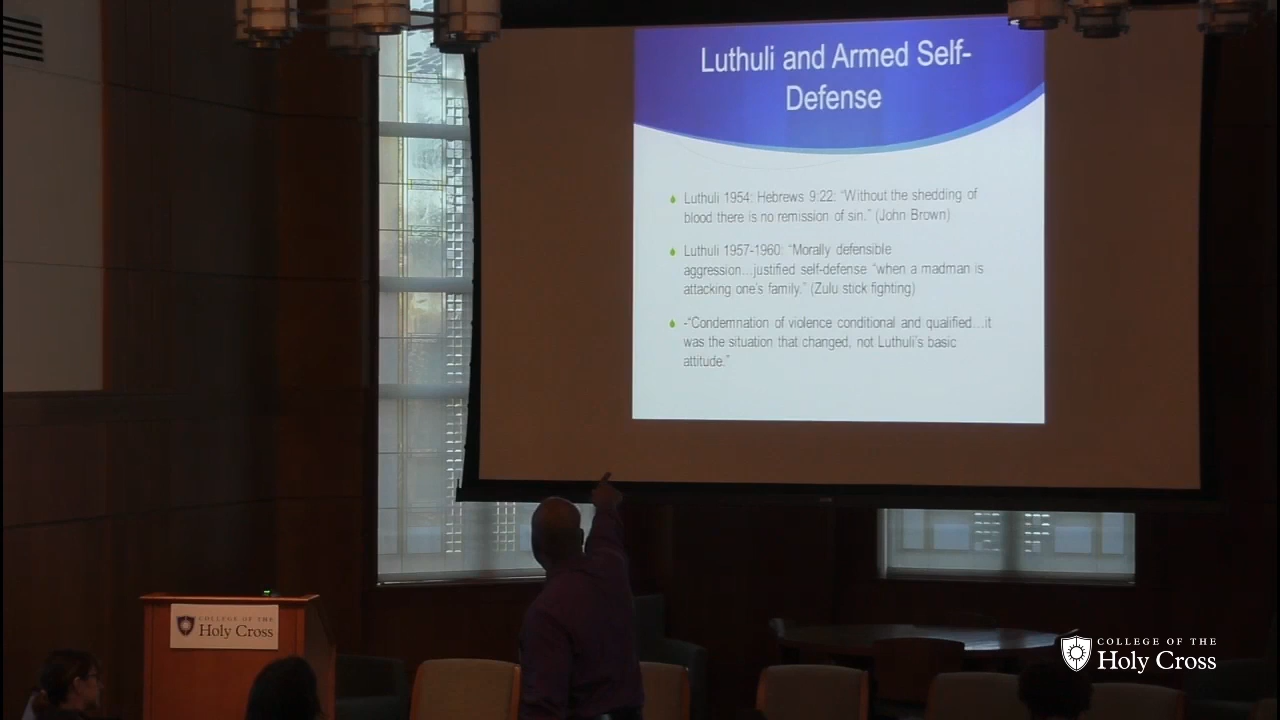 Luthuli and Armed Self-
Defense
Luthuli 1954: Hebrews 9:22: “Without the shedding of
blood there is no remission of sin.” (John Brown)
Luthuli 1957-1960: “Morally defensible
aggression...justified self-defense “when a madman is
attacking one’s family.” (Zulu stick fighting)
-“Condemnation of violence conditional and qualified...it
was the situation that changed, not Luthuli’s basic
attitude.”
COLLEGE OF THE
Holy Cross
COLLEGE OF THE
Holy Cross